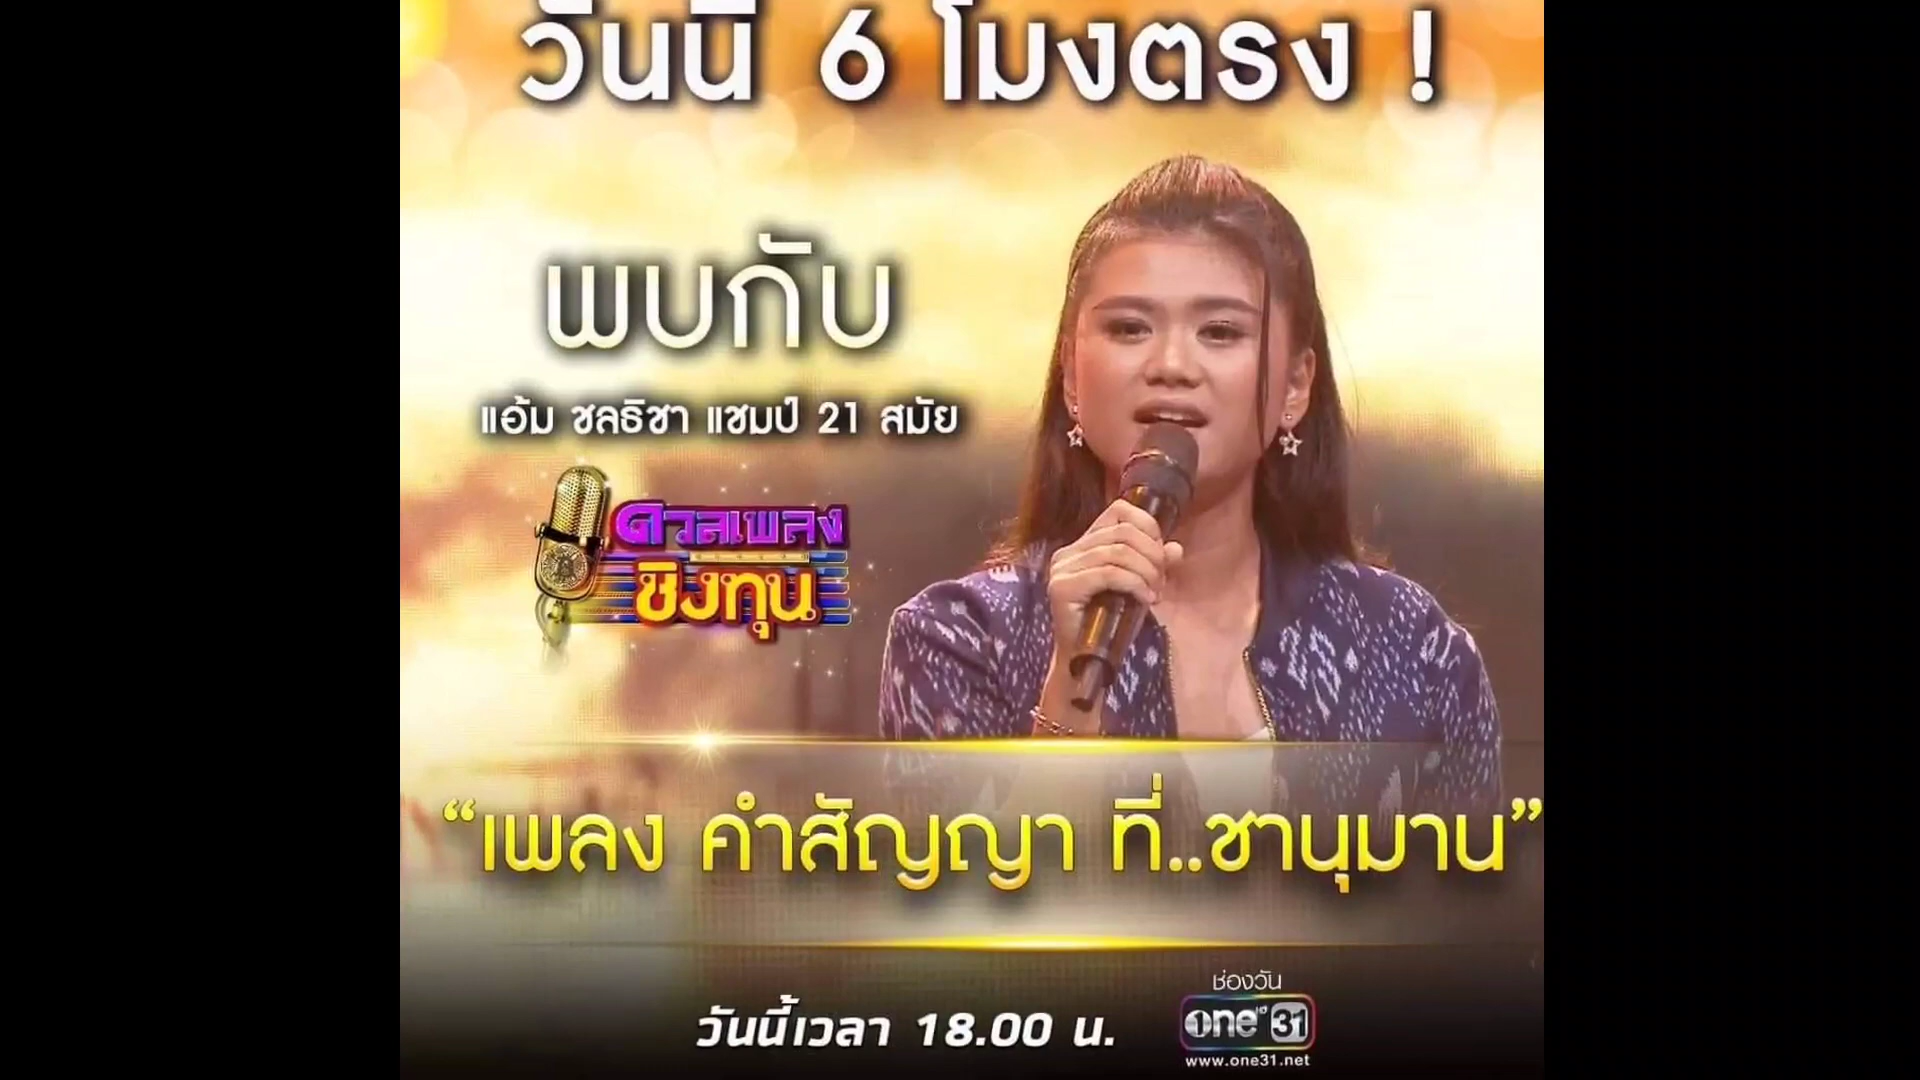 วันนี้ 6 โมงตรง !
พบกับ
แอ้ม ชลธิชา แชมป์ 21 สมัย
ดวลเพลง
ชิงทุน
“เพลง คำสัญญา ที่..ชานุมาน”
วันนี้เวลา 18.00 น.
ช่องวัน
one HD 31
www.one31.net